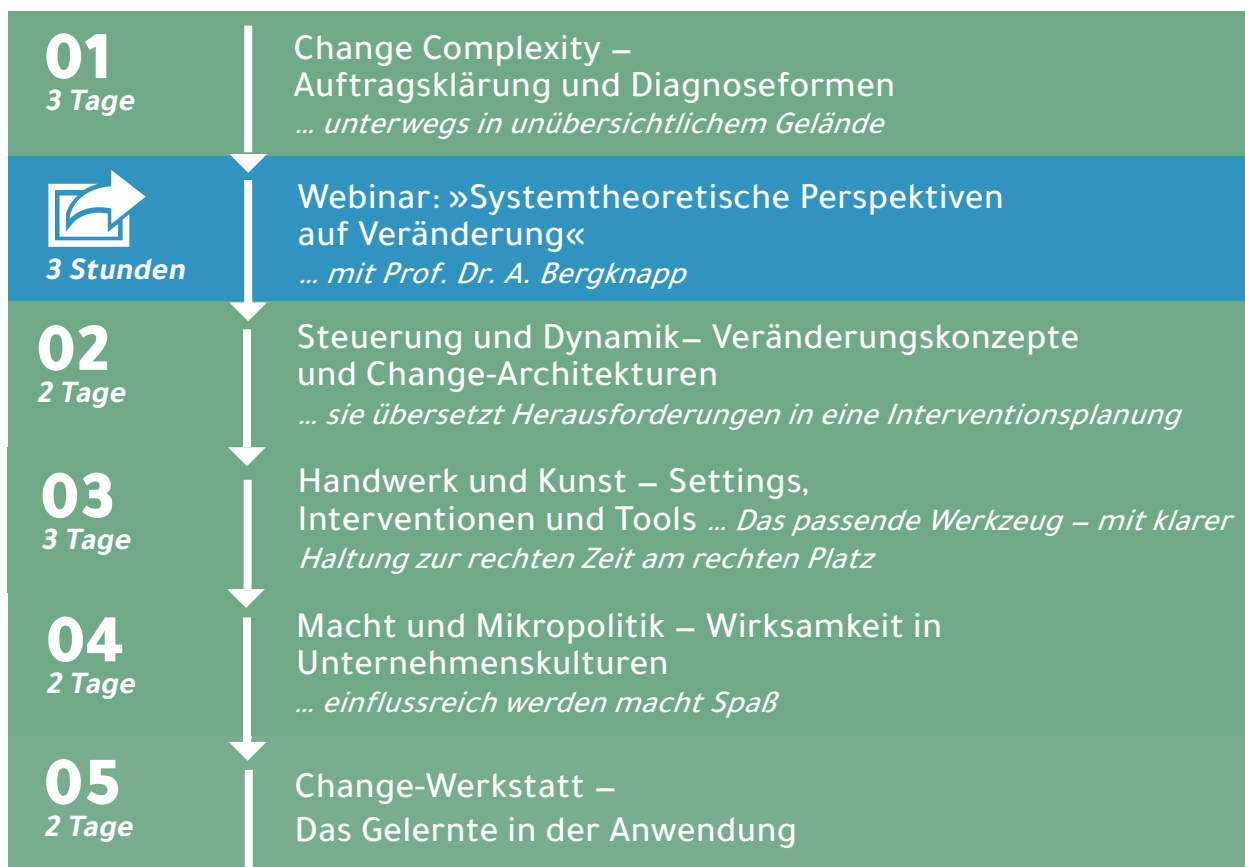 01
3 Tage
Change Complexity –
Auftragsklärung und Diagnoseformen
... unterwegs in unübersichtlichem Gelände
3 Stunden
Webinar: »Systemtheoretische Perspektiven
auf Veränderung«
... mit Prof. Dr. A. Bergknapp
02
2 Tage
Steuerung und Dynamik– Veränderungskonzepte
und Change-Architekturen
... sie übersetzt Herausforderungen in eine Interventionsplanung
03
3 Tage
Handwerk und Kunst – Settings,
Interventionen und Tools ... Das passende Werkzeug – mit klarer
Haltung zur rechten Zeit am rechten Platz
04
2 Tage
Macht und Mikropolitik – Wirksamkeit in
Unternehmenskulturen
... einflussreich werden macht Spaß
05
2 Tage
Change-Werkstatt –
Das Gelernte in der Anwendung